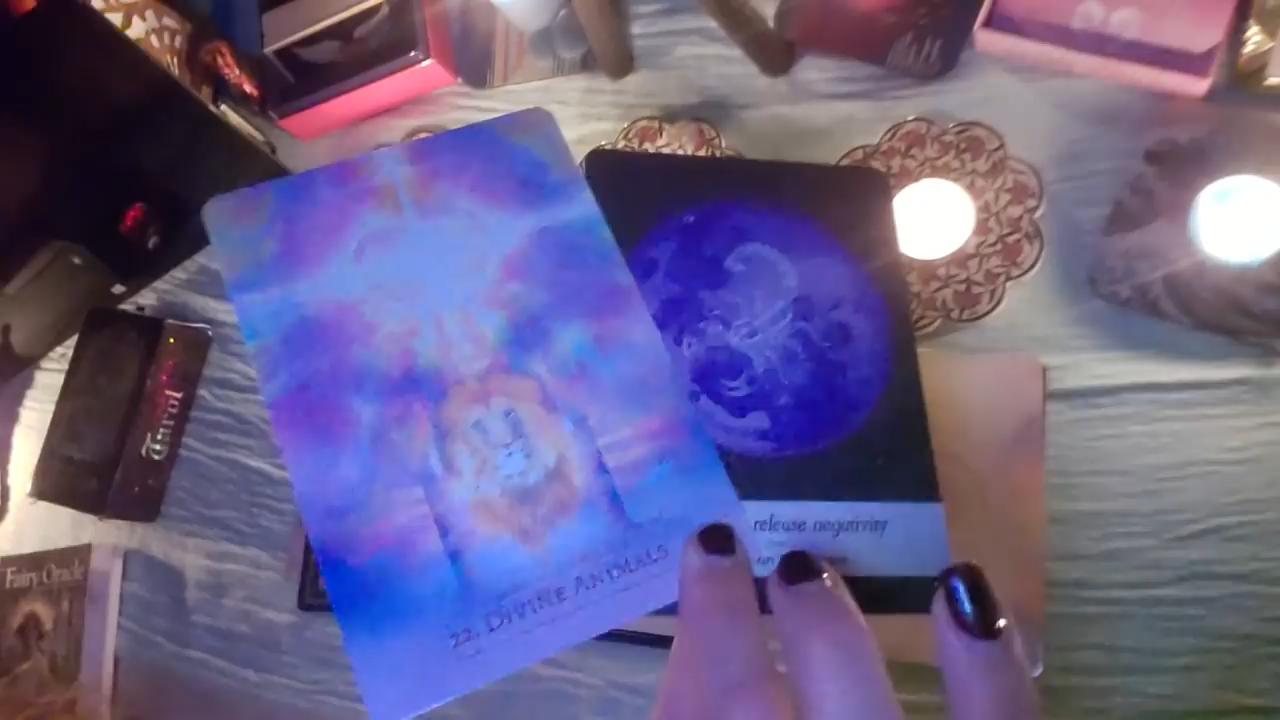 Tarot
Fairy Oracle
22. DIVINE ANIMALS
release negativity